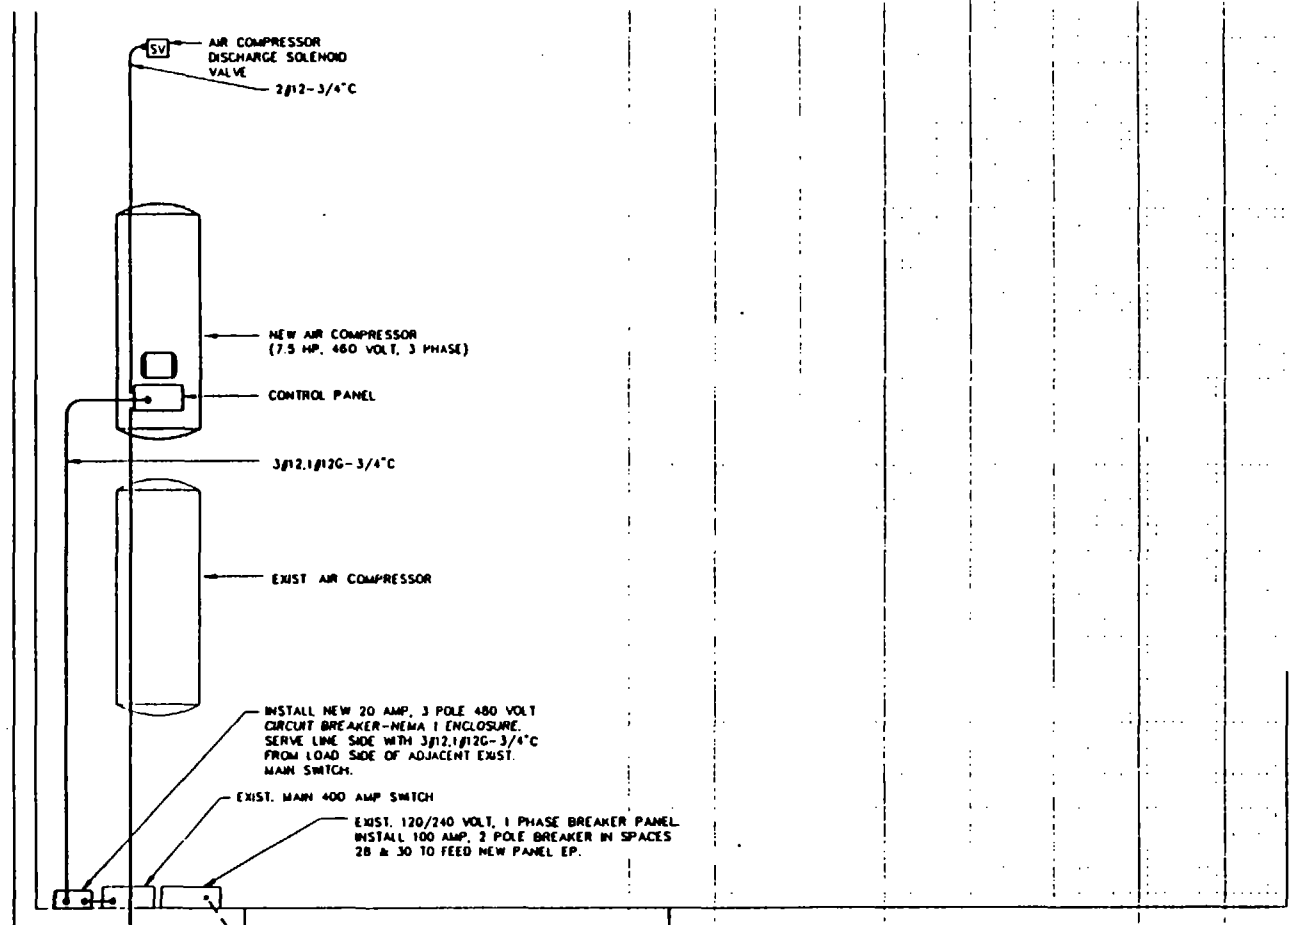 SV
AIR COMPRESSOR
DISCHARGE SOLENOID
VALVE
2#12-3/4"C
NEW AIR COMPRESSOR
(7.5 HP, 460 VOLT, 3 PHASE)
CONTROL PANEL
3#12,1#12G-3/4"C
EXIST AIR COMPRESSOR
INSTALL NEW 20 AMP, 3 POLE 480 VOLT
CIRCUIT BREAKER-NEMA 1 ENCLOSURE.
SERVE LINE SIDE WITH 3#12,1#12G-3/4"C
FROM LOAD SIDE OF ADJACENT EXIST.
MAIN SWITCH.
EXIST. MAIN 400 AMP SWITCH
EXIST. 120/240 VOLT, 1 PHASE BREAKER PANEL.
INSTALL 100 AMP, 2 POLE BREAKER IN SPACES
28 & 30 TO FEED NEW PANEL EP.